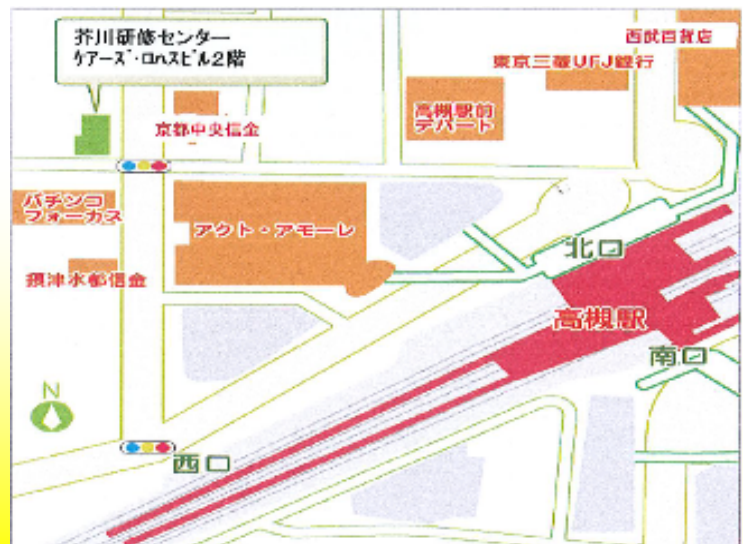 芥川研修センター
ケアーズ・ロハスビル2階
西武百貨店
東京三菱UFJ銀行
京都中央信金
高槻駅前
デパート
パチンコ
フォーカス
アクト・アモーレ
北口
摂津水都信金
高槻駅
南口
N
西口